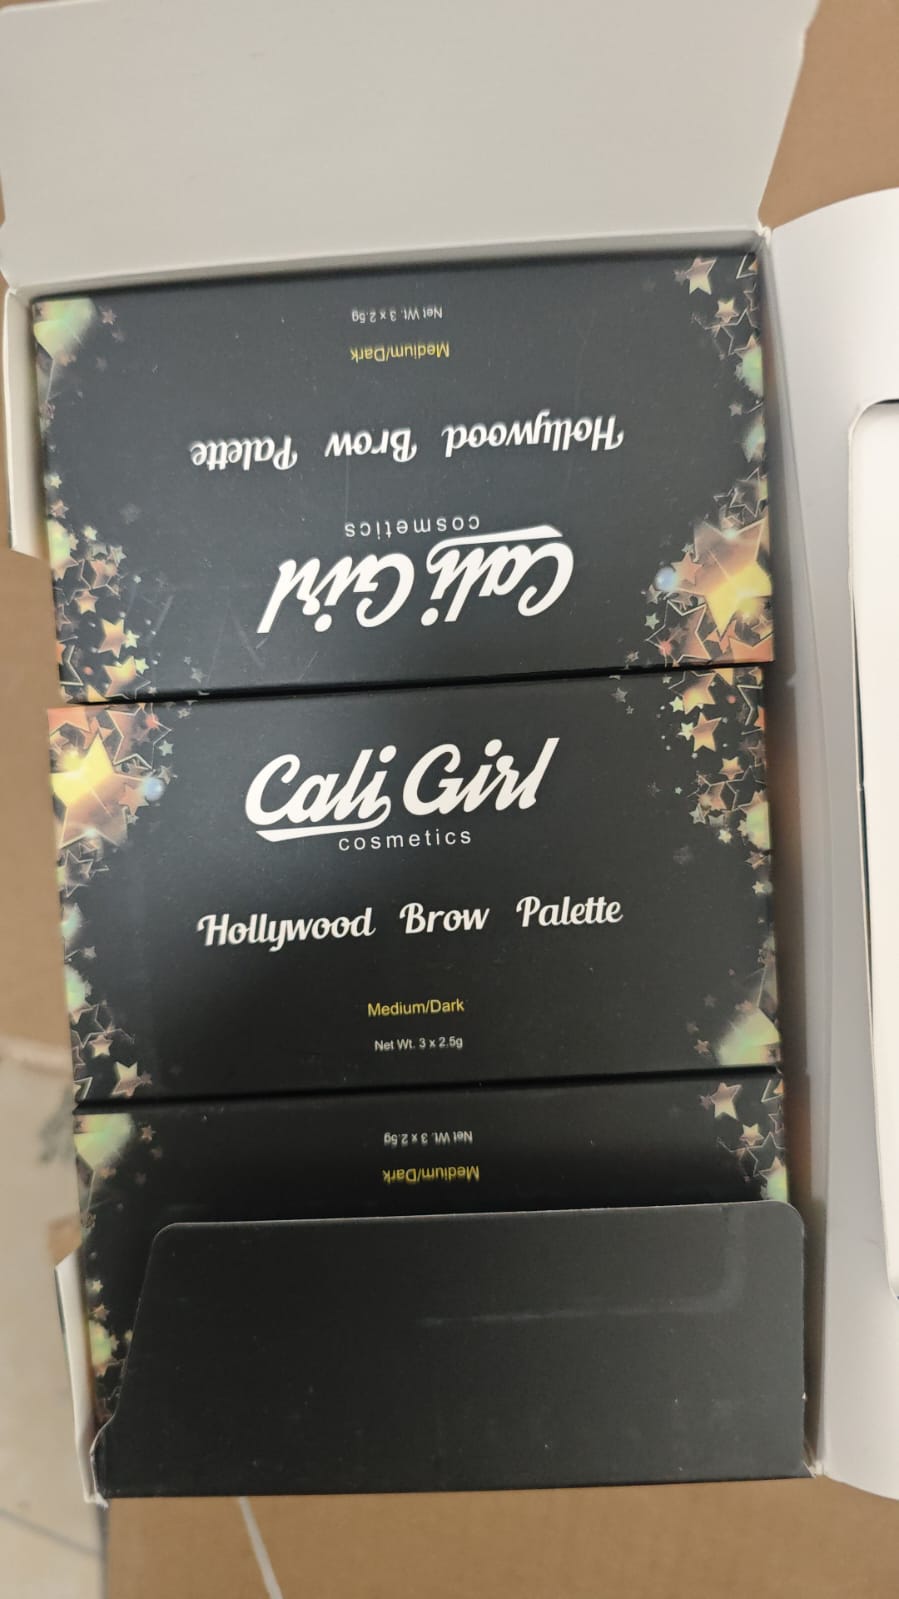 Net Wt. 3 x 2.5g
Medium/Dark
Hollywood Brow Palette
cosmetics
Cali Girl
Cali Girl
cosmetics
Hollywood Brow Palette
Medium/Dark
Net Wt. 3 x 2.5g
Net Wt. 3 x 2.5g
Medium/Dark